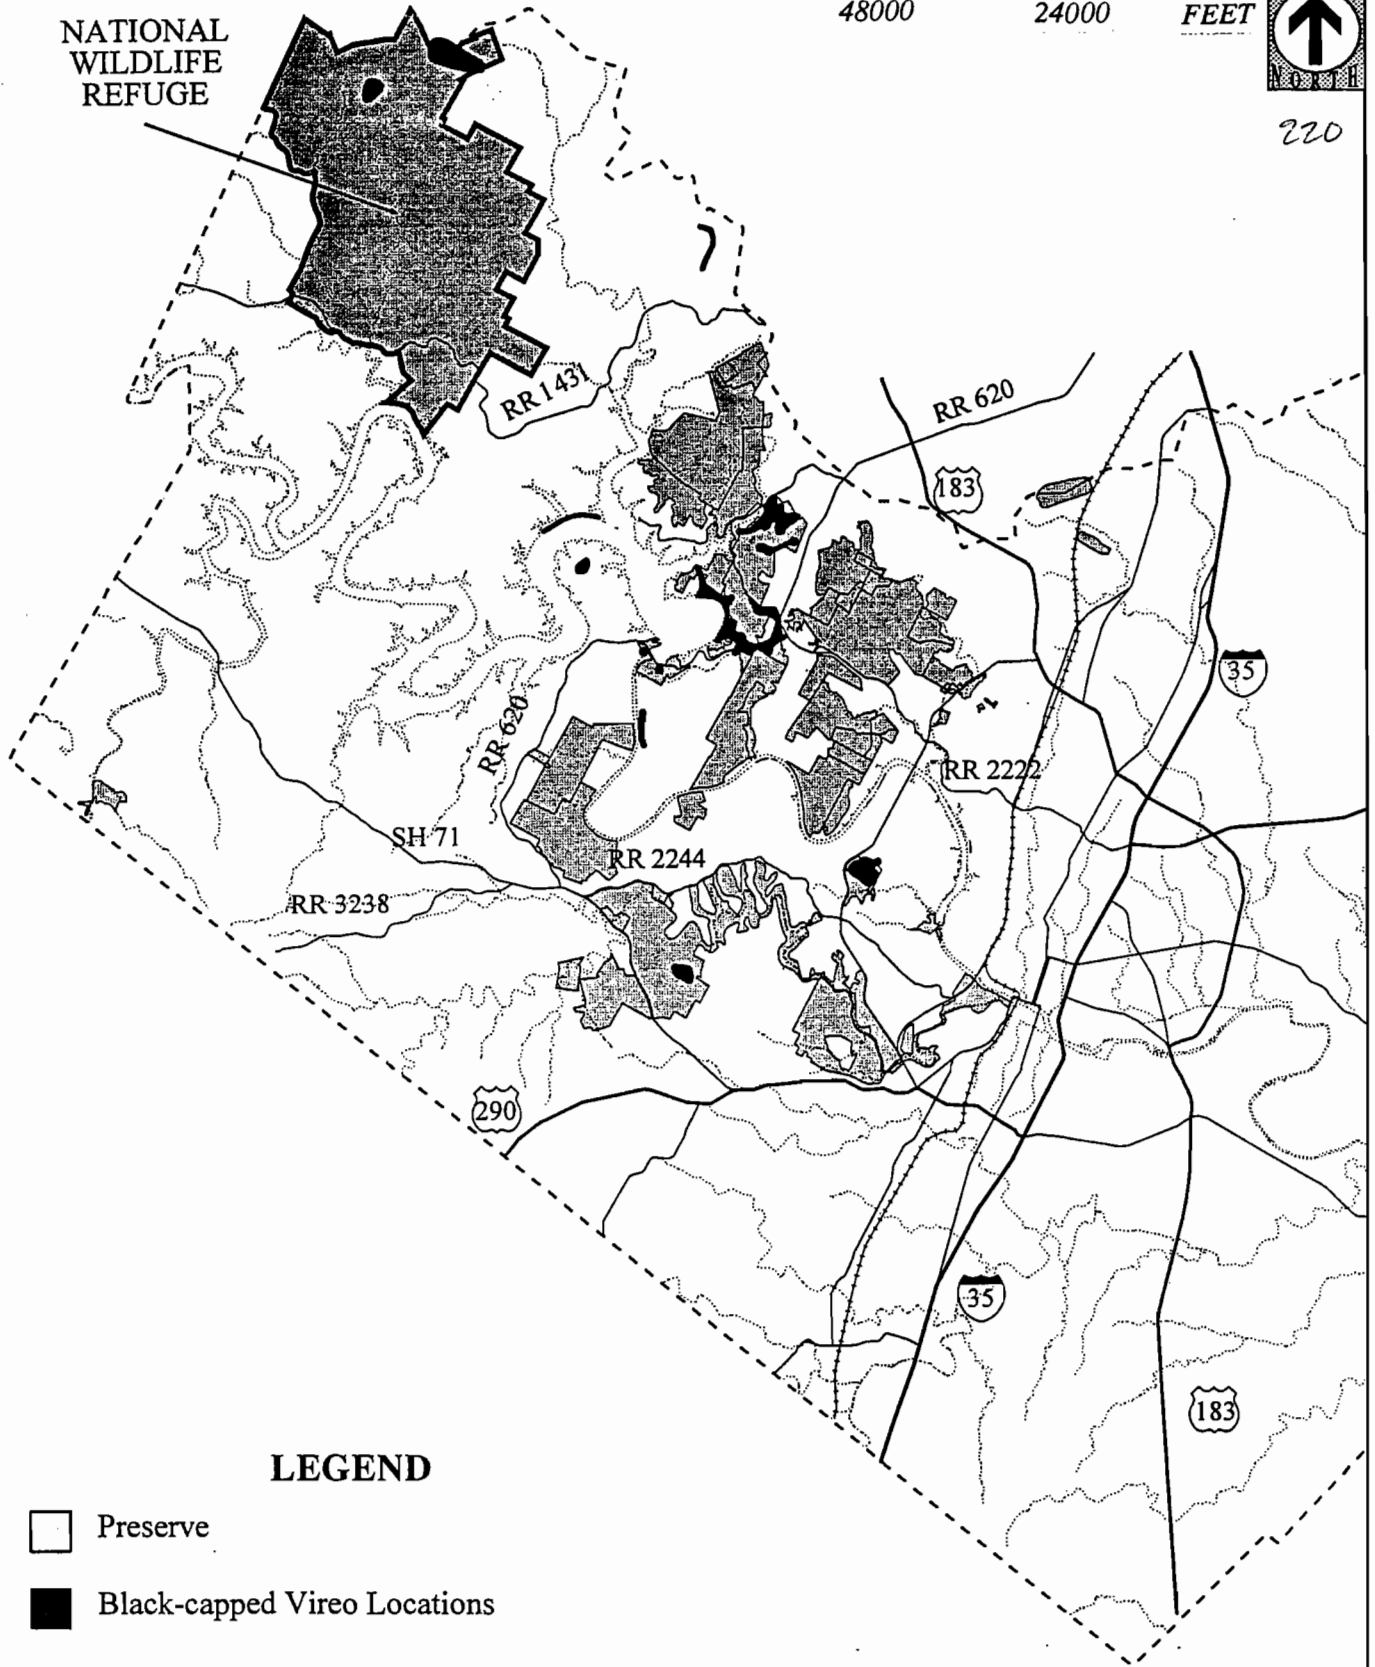 NATIONAL
WILDLIFE
REFUGE
48000 24000 FEET
NORTH
220
RR 1431
RR 620
183
35
RR 620
RR 2222
SH 71
RR 2244
RR 3238
290
35
183
LEGEND
Preserve
Black-capped Vireo Locations